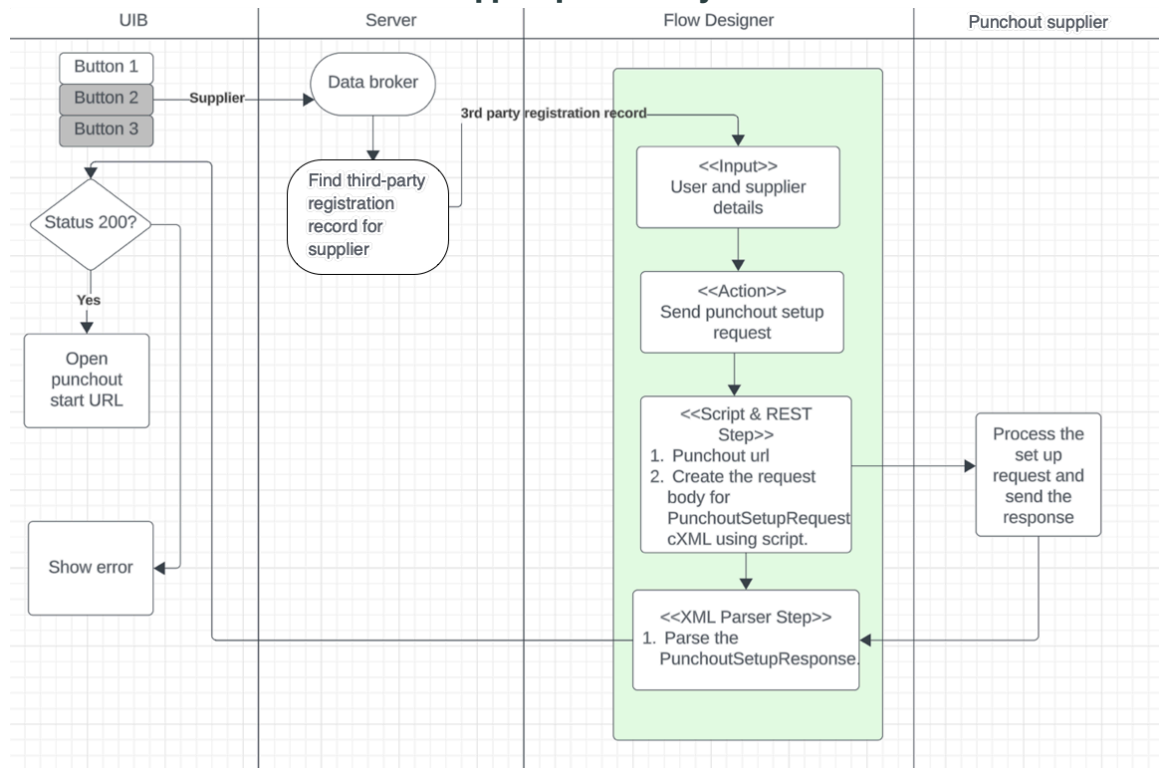 UIB
Server
Flow Designer
Punchout supplier
Button 1
Button 2
Button 3
Supplier
Data broker
3rd party registration record
Find third-party
registration
record for
supplier
<<Input>>
User and supplier
details
Status 200?
Yes
Open
punchout
start URL
Show error
<<Action>>
Send punchout setup
request
<<Script & REST
Step>>
1. Punchout url
2. Create the request
body for
PunchoutSetupRequest
cXML using script.
Process the
set up
request and
send the
response
<<XML Parser Step>>
1. Parse the
PunchoutSetupResponse.